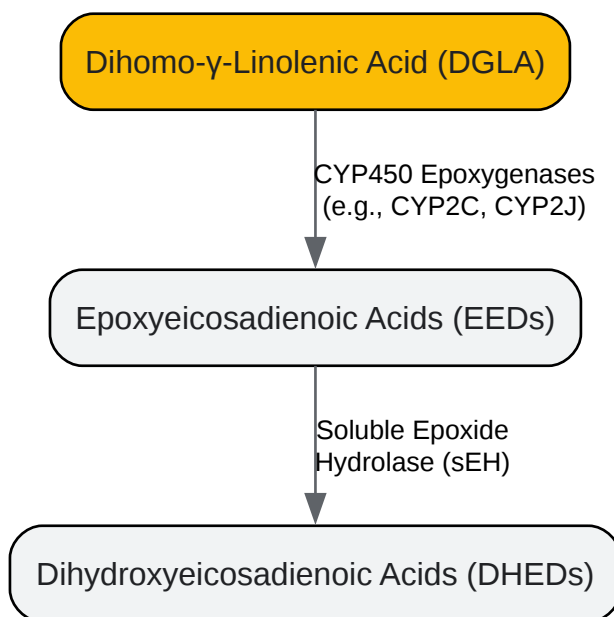 Dihomo-γ-Linolenic Acid (DGLA)
CYP450 Epoxygenases
(e.g., CYP2C, CYP2J)
Epoxyeicosadienoic Acids (EEDs)
Soluble Epoxide
Hydrolase (sEH)
Dihydroxyeicosadienoic Acids (DHEDs)